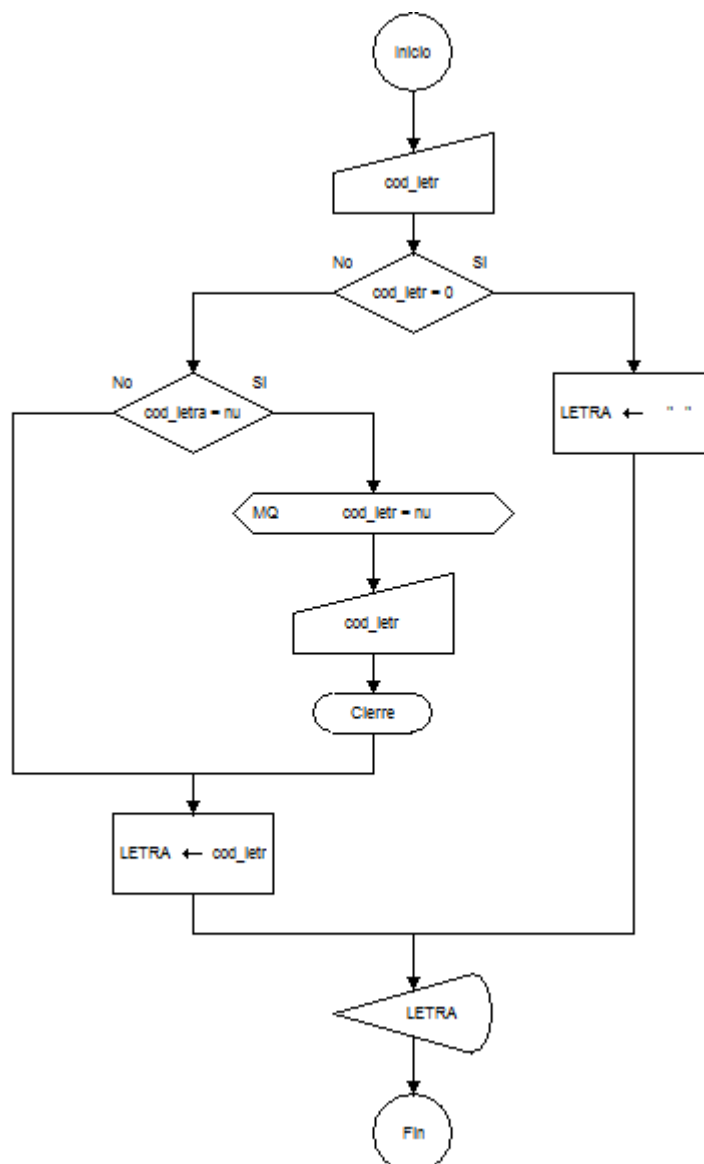 Inicio
cod_letr
No
SI
cod_letr = 0
No
SI
cod_letra = nu
LETRA ← " "
MQ cod_letr = nu
cod_letr
Cierre
LETRA ← cod_letr
LETRA
Fin